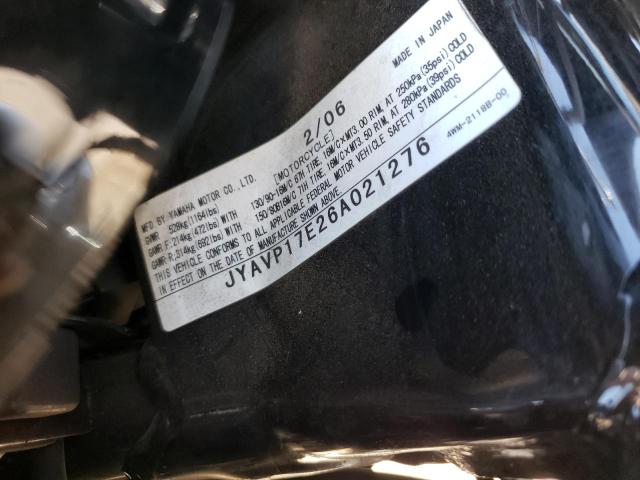 MFD BY:YAMAHA MOTOR CO.,LTD. 2/06 MADE IN JAPAN
GVWR 528kg(1164lbs) [MOTORCYCLE]
GAWR.F:214kg(472lbs)WITH 130/90-16M/C 67H TIRE,16M/C×MT3.00 RIM,AT 250kPa(35psi)COLD
GAWR.R:314kg(692lbs)WITH 150/80B16M/C 71H TIRE,16M/C×MT3.50 RIM,AT 280kPa(39psi)COLD
THIS VEHICLE CONFORMS TO ALL APPLICABLE FEDERAL MOTOR VEHICLE SAFETY STANDARDS
IN EFFECT ON THE DATE OF MANUFACTURE SHOWN ABOVE.
JYAVP17E26A021276
4WM-2118B-00